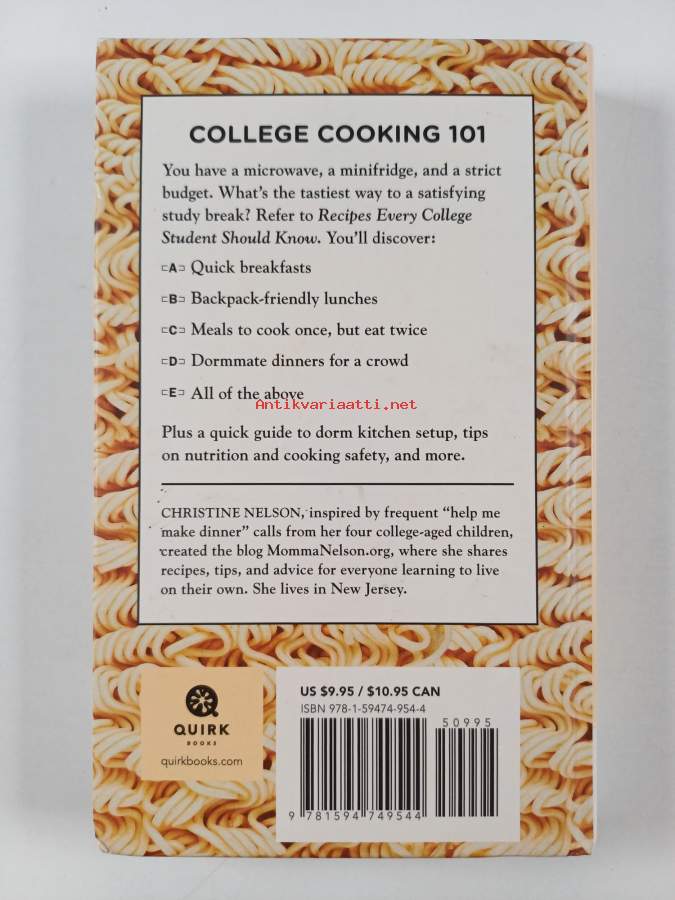 COLLEGE COOKING 101
You have a microwave, a minifridge, and a strict
budget. What's the tastiest way to a satisfying
study break? Refer to Recipes Every College
Student Should Know. You'll discover:
A Quick breakfasts
B Backpack-friendly lunches
C Meals to cook once, but eat twice
D Dormmate dinners for a crowd
E All of the above
Antikvariaatti.net
Plus a quick guide to dorm kitchen setup, tips
on nutrition and cooking safety, and more.
CHRISTINE NELSON, inspired by frequent “help me
make dinner” calls from her four college-aged children,
created the blog MommaNelson.org, where she shares
recipes, tips, and advice for everyone learning to live
on their own. She lives in New Jersey.
QUIRK
BOOKS
quirkbooks.com
US $9.95 / $10.95 CAN
ISBN 978-1-59474-954-4
50995
9 781594 749544